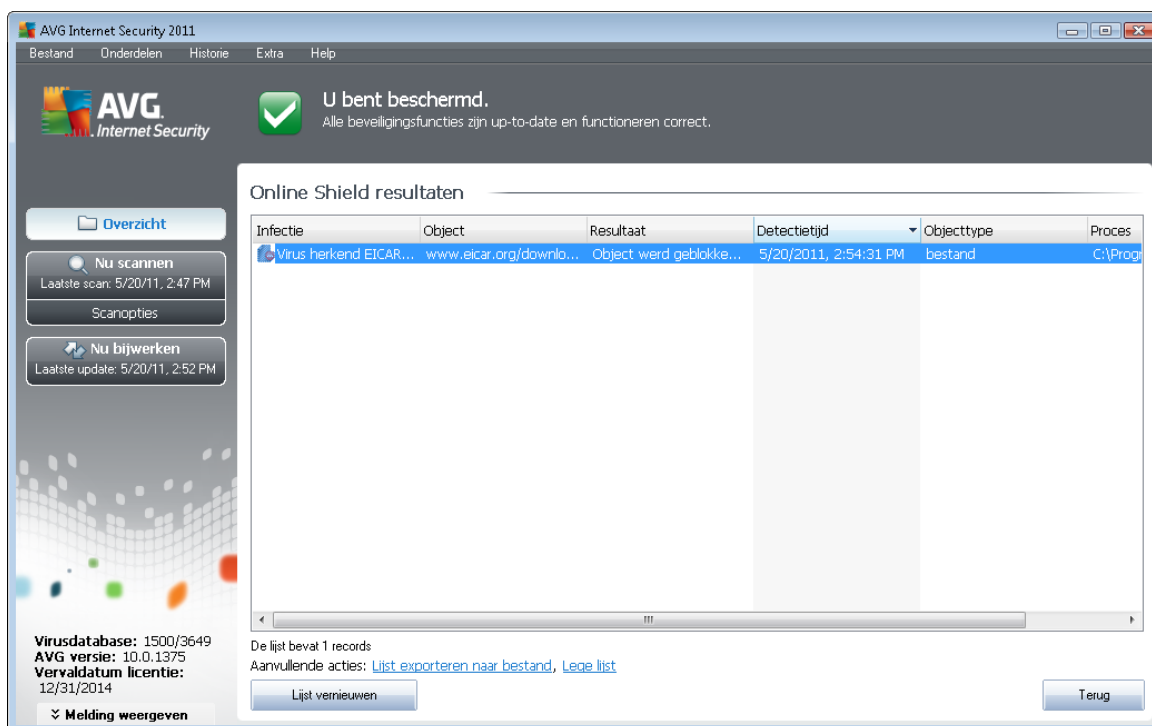 AVG Internet Security 2011
Bestand Onderdelen Historie Extra Help
AVG.
Internet Security
U bent beschermd.
Alle beveiligingsfuncties zijn up-to-date en functioneren correct.
Overzicht
Nu scannen
Laatste scan: 5/20/11, 2:47 PM
Scanopties
Nu bijwerken
Laatste update: 5/20/11, 2:52 PM
Virusdatabase: 1500/3649
AVG versie: 10.0.1375
Vervaldatum licentie:
12/31/2014
Melding weergeven
Online Shield resultaten
Infectie Object Resultaat Detectietijd Objecttype Proces
Virus herkend EICAR... www.eicar.org/downlo... Object werd geblokke... 5/20/2011, 2:54:31 PM bestand C:\Progr
De lijst bevat 1 records
Aanvullende acties: Lijst exporteren naar bestand, Lege lijst
Lijst vernieuwen Terug